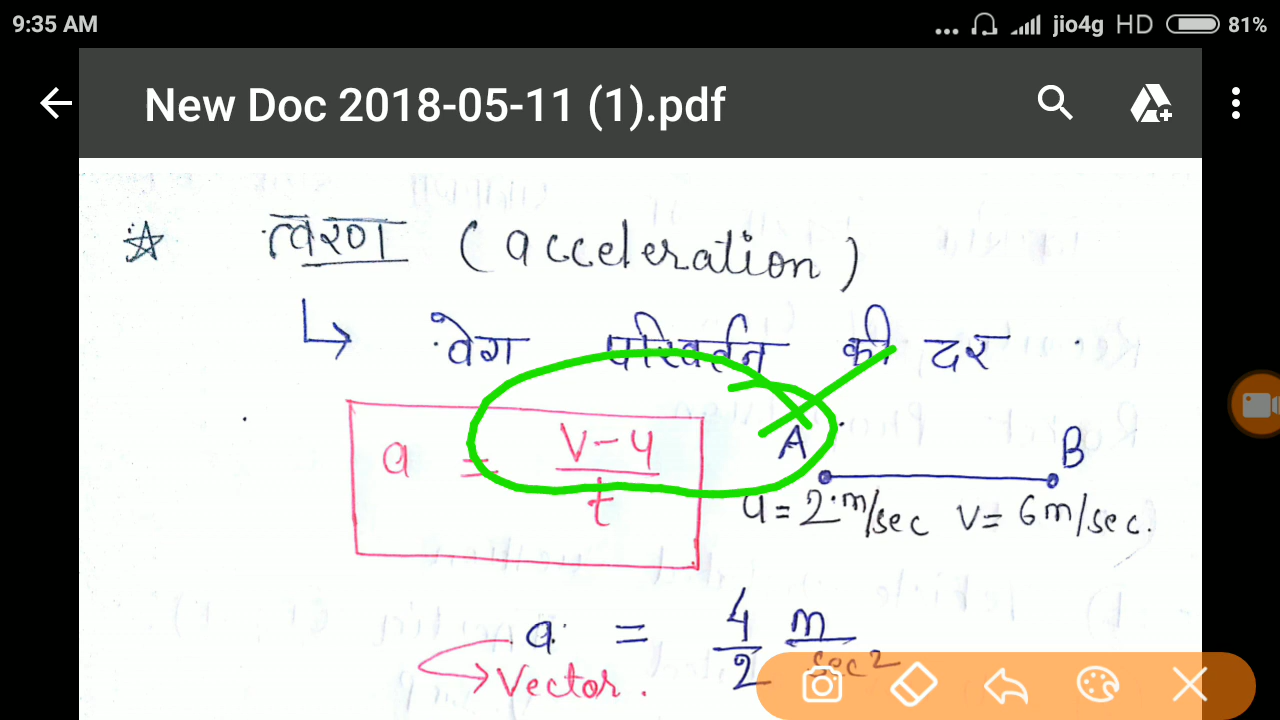 9:35 AM ... jio4g HD 81%
New Doc 2018-05-11 (1).pdf
त्वरण (acceleration)
वेग परिवर्तन की दर
a = v-u/t
A B
u = 2 m/sec v = 6m/sec.
a = 4/2 m/sec²
Vector.